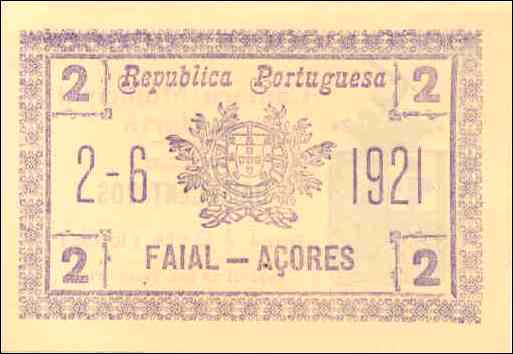 2 Republica Portuguesa 2
2-6 1921
2 FAIAL - AÇORES 2